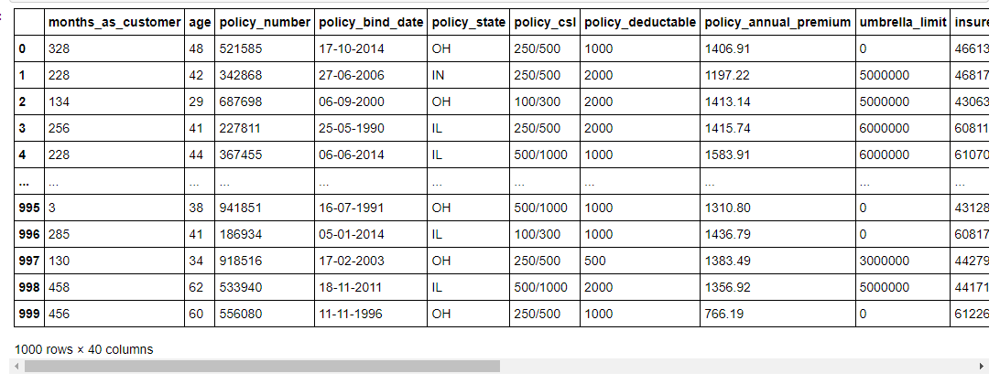 months_as_customer age policy_number policy_bind_date policy_state policy_csl policy_deductable policy_annual_premium umbrella_limit
0 328 48 521585 17-10-2014 OH 250/500 1000 1406.91 0 46613
1 228 42 342868 27-06-2006 IN 250/500 2000 1197.22 5000000 46817
2 134 29 687698 06-09-2000 OH 100/300 2000 1413.14 5000000 43063
3 256 41 227811 25-05-1990 IL 250/500 2000 1415.74 6000000 60811
4 228 44 367455 06-06-2014 IL 500/1000 1000 1583.91 6000000 61070
... ... ... ... ... ... ... ... ... ... ...
995 3 38 941851 16-07-1991 OH 500/1000 1000 1310.80 0 43128
996 285 41 186934 05-01-2014 IL 100/300 1000 1436.79 0 60817
997 130 34 918516 17-02-2003 OH 250/500 500 1383.49 3000000 44279
998 458 62 533940 18-11-2011 IL 500/1000 2000 1356.92 5000000 44171
999 456 60 556080 11-11-1996 OH 250/500 1000 766.19 0 61226
1000 rows × 40 columns